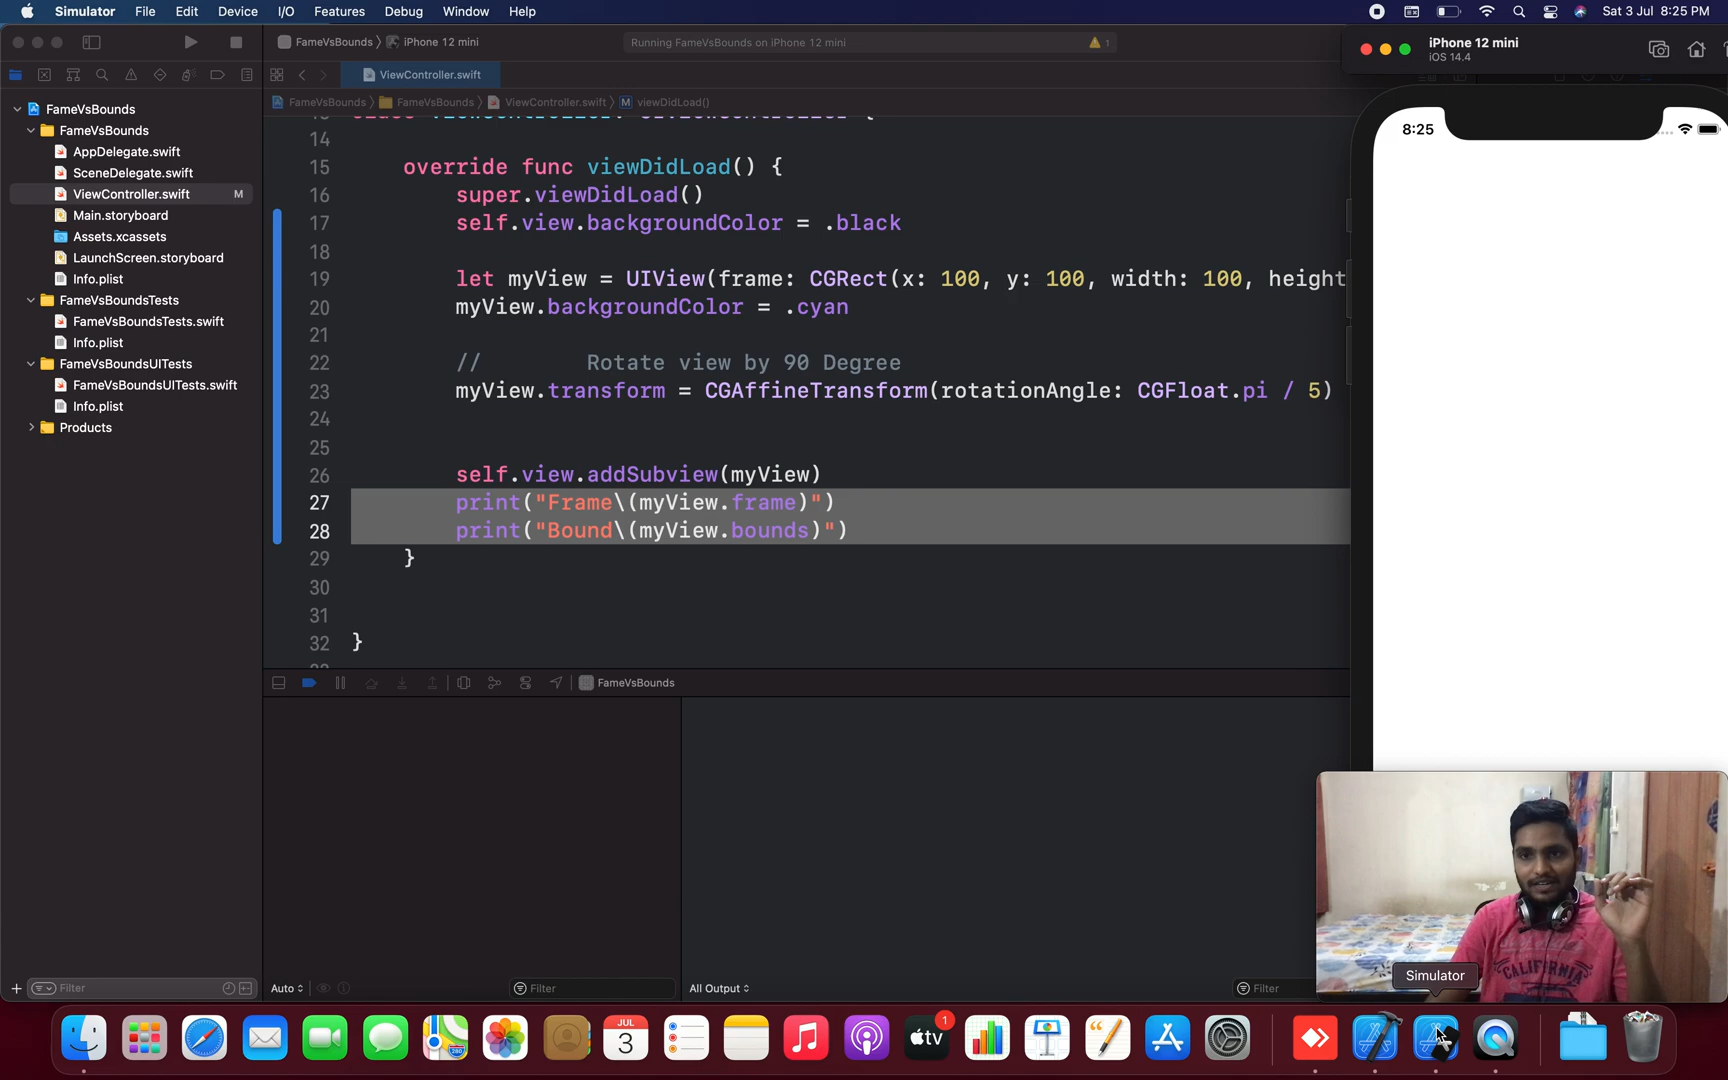 Simulator File Edit Device I/O Features Debug Window Help Sat 3 Jul 8:25 PM
FameVsBounds iPhone 12 mini Running FameVsBounds on iPhone 12 mini 1
iPhone 12 mini
iOS 14.4
ViewController.swift
FameVsBounds FameVsBounds ViewController.swift M viewDidLoad()
FameVsBounds
FameVsBounds
AppDelegate.swift
SceneDelegate.swift
ViewController.swift M
Main.storyboard
Assets.xcassets
LaunchScreen.storyboard
Info.plist
FameVsBoundsTests
FameVsBoundsTests.swift
Info.plist
FameVsBoundsUITests
FameVsBoundsUITests.swift
Info.plist
Products
14
15 override func viewDidLoad() {
16 super.viewDidLoad()
17 self.view.backgroundColor = .black
18
19 let myView = UIView(frame: CGRect(x: 100, y: 100, width: 100, height
20 myView.backgroundColor = .cyan
21
22 // Rotate view by 90 Degree
23 myView.transform = CGAffineTransform(rotationAngle: CGFloat.pi / 5)
24
25
26 self.view.addSubview(myView)
27 print("Frame\(myView.frame)")
28 print("Bound\(myView.bounds)")
29 }
30
31
32 }
8:25
FameVsBounds
Filter
Auto
Filter
All Output
Filter
CALIFORNIA
Simulator
JUL
3
280
tv
1